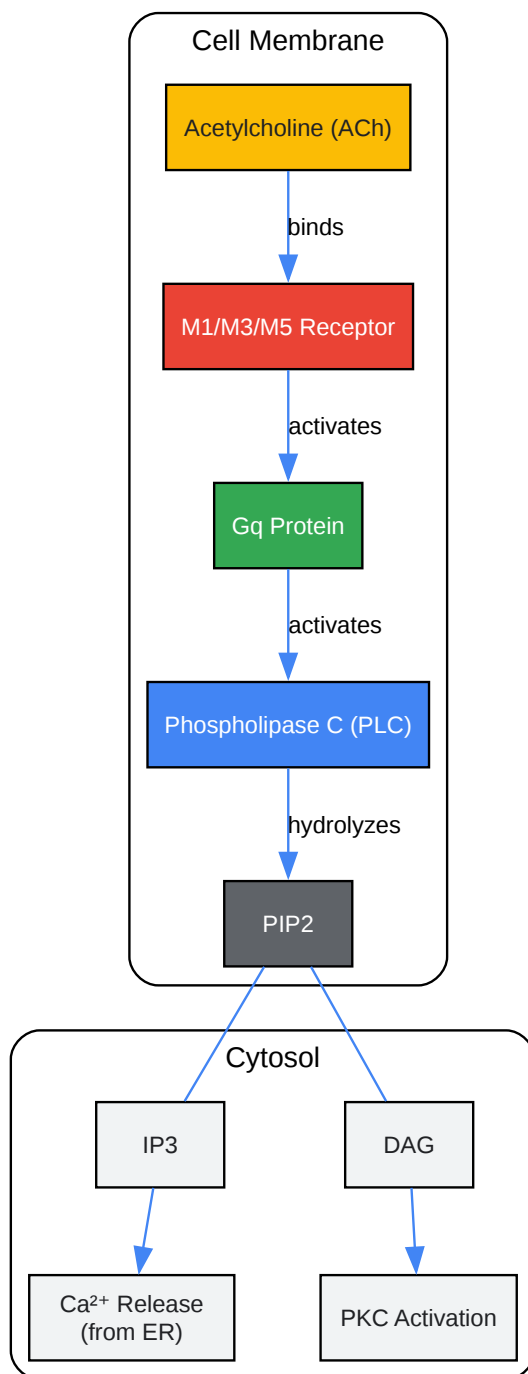 Cell Membrane
Acetylcholine (ACh)
binds
M1/M3/M5 Receptor
activates
Gq Protein
activates
Phospholipase C (PLC)
hydrolyzes
PIP2
Cytosol
IP3
DAG
Ca²⁺ Release
(from ER)
PKC Activation